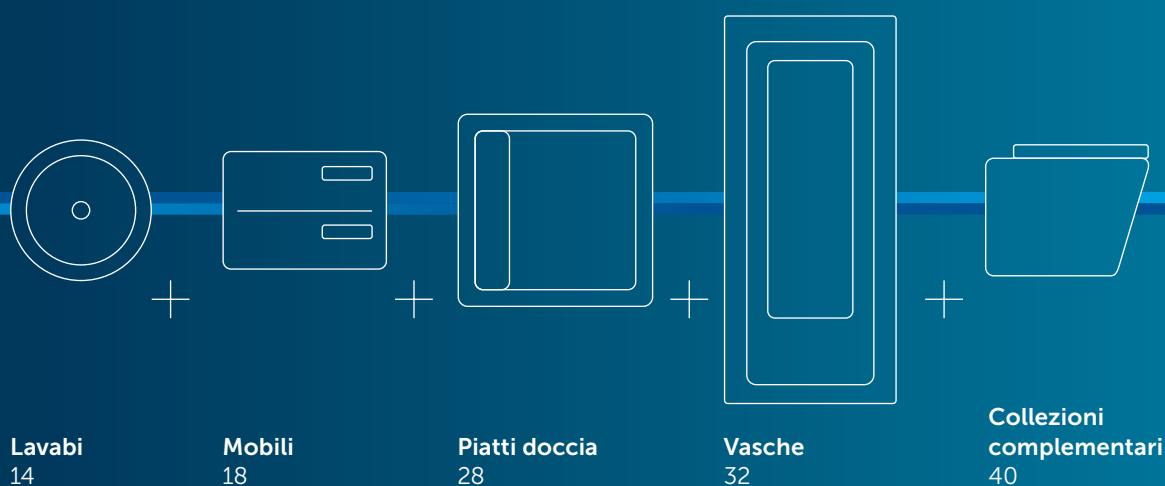 Lavabi
14
Mobili
18
Piatti doccia
28
Vasche
32
Collezioni
complementari
40